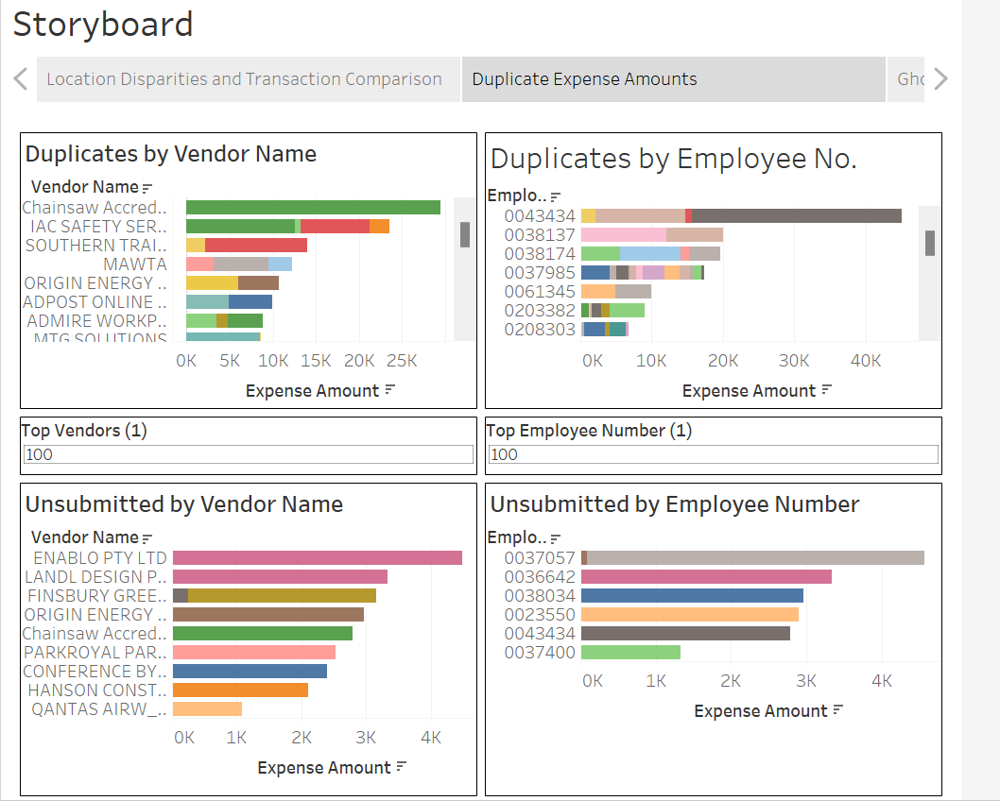 Storyboard
Location Disparities and Transaction Comparison
Duplicate Expense Amounts
Gho
Duplicates by Vendor Name
Vendor Name
Chainsaw Accred..
IAC SAFETY SER..
SOUTHERN TRAI..
MAWTA
ORIGIN ENERGY ..
ADPOST ONLINE ..
ADMIRE WORKP..
MTG SOLUTIONS
0K 5K 10K 15K 20K 25K
Expense Amount
Duplicates by Employee No.
Emplo..
0043434
0038137
0038174
0037985
0061345
0203382
0208303
0K 10K 20K 30K 40K
Expense Amount
Top Vendors (1)
100
Top Employee Number (1)
100
Unsubmitted by Vendor Name
Vendor Name
ENABLO PTY LTD
LANDL DESIGN P..
FINSBURY GREE..
ORIGIN ENERGY ..
Chainsaw Accred..
PARKROYAL PAR..
CONFERENCE BY..
HANSON CONST..
QANTAS AIRW_..
0K 1K 2K 3K 4K
Expense Amount
Unsubmitted by Employee Number
Emplo..
0037057
0036642
0038034
0023550
0043434
0037400
0K 1K 2K 3K 4K
Expense Amount